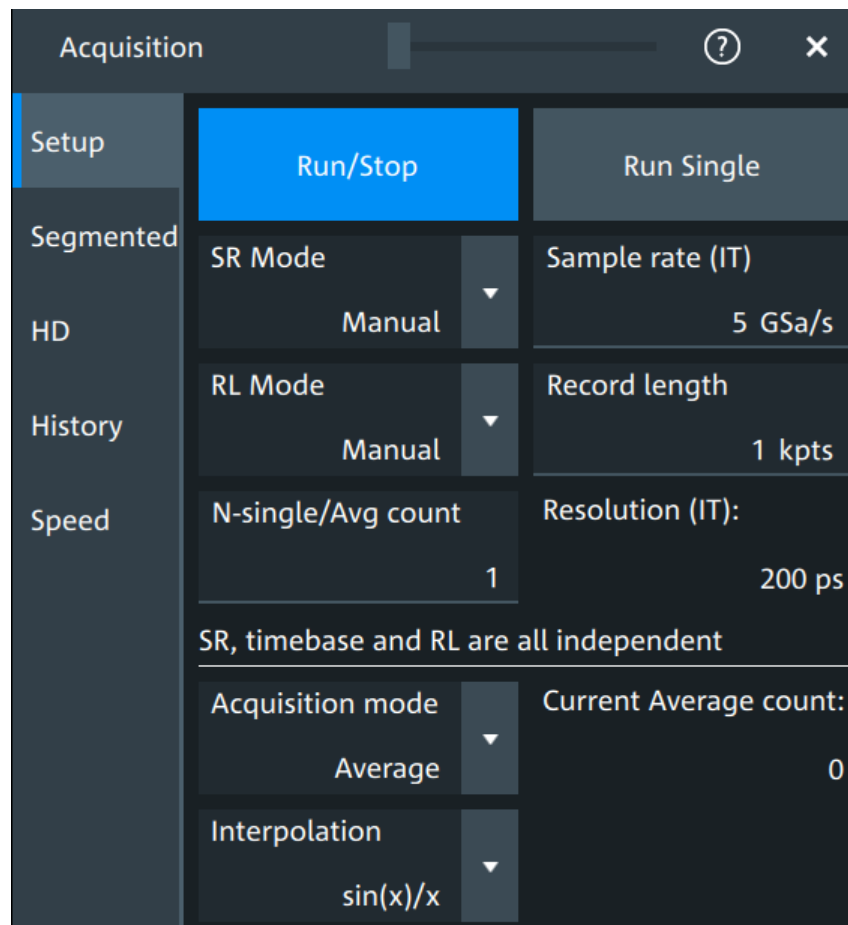 Acquisition
?
×
Setup
Segmented
HD
History
Speed
Run/Stop
Run Single
SR Mode
Manual
Sample rate (IT)
5 GSa/s
RL Mode
Manual
Record length
1 kpts
N-single/Avg count
1
Resolution (IT):
200 ps
SR, timebase and RL are all independent
Acquisition mode
Average
Current Average count:
0
Interpolation
sin(x)/x